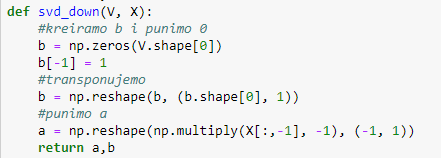 def svd_down(V, X):
    #kreiramo b i punimo 0
    b = np.zeros(V.shape[0])
    b[-1] = 1
    #transponujemo
    b = np.reshape(b, (b.shape[0], 1))
    #punimo a
    a = np.reshape(np.multiply(X[:,-1], -1), (-1, 1))
    return a,b